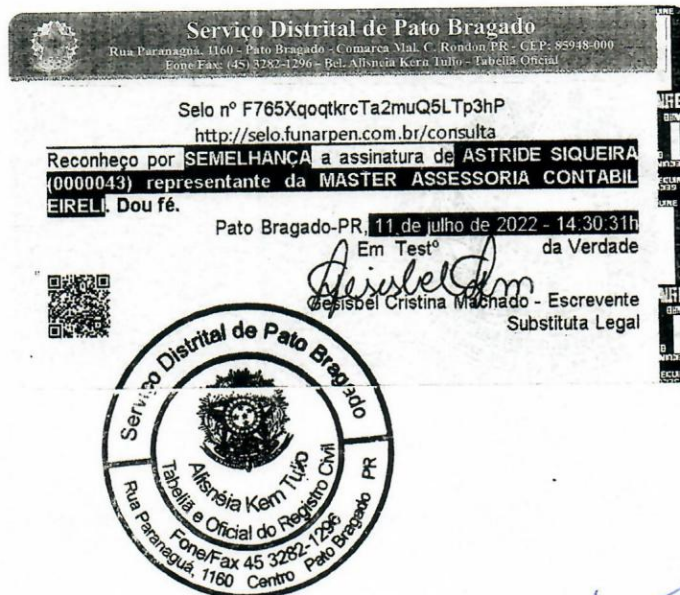 Serviço Distrital de Pato Bragado
Rua Paranaguá, 1160 - Pato Bragado - Comarca Mal. C. Rondon/PR - CEP: 85948-000
Fone/Fax: (45) 3282-1296 - Bel. Alisnéia Kern Tulio - Tabeliã Oficial
Selo nº F765XqoqtkrcTa2muQ5LTp3hP
http://selo.funarpen.com.br/consulta
Reconheço por SEMELHANÇA a assinatura de ASTRIDE SIQUEIRA
(0000043) representante da MASTER ASSESSORIA CONTABIL
EIRELI. Dou fé.
Pato Bragado-PR, 11 de julho de 2022 - 14:30:31h
Em Testº da Verdade
Gesisbel Cristina Machado - Escrevente
Substituta Legal
Serviço Distrital de Pato Bragado
Alisnéia Kern Tulio
Tabeliã e Oficial do Registro Civil
Fone/Fax 45 3282-1296
Rua Paranaguá, 1160 Centro Pato Bragado PR